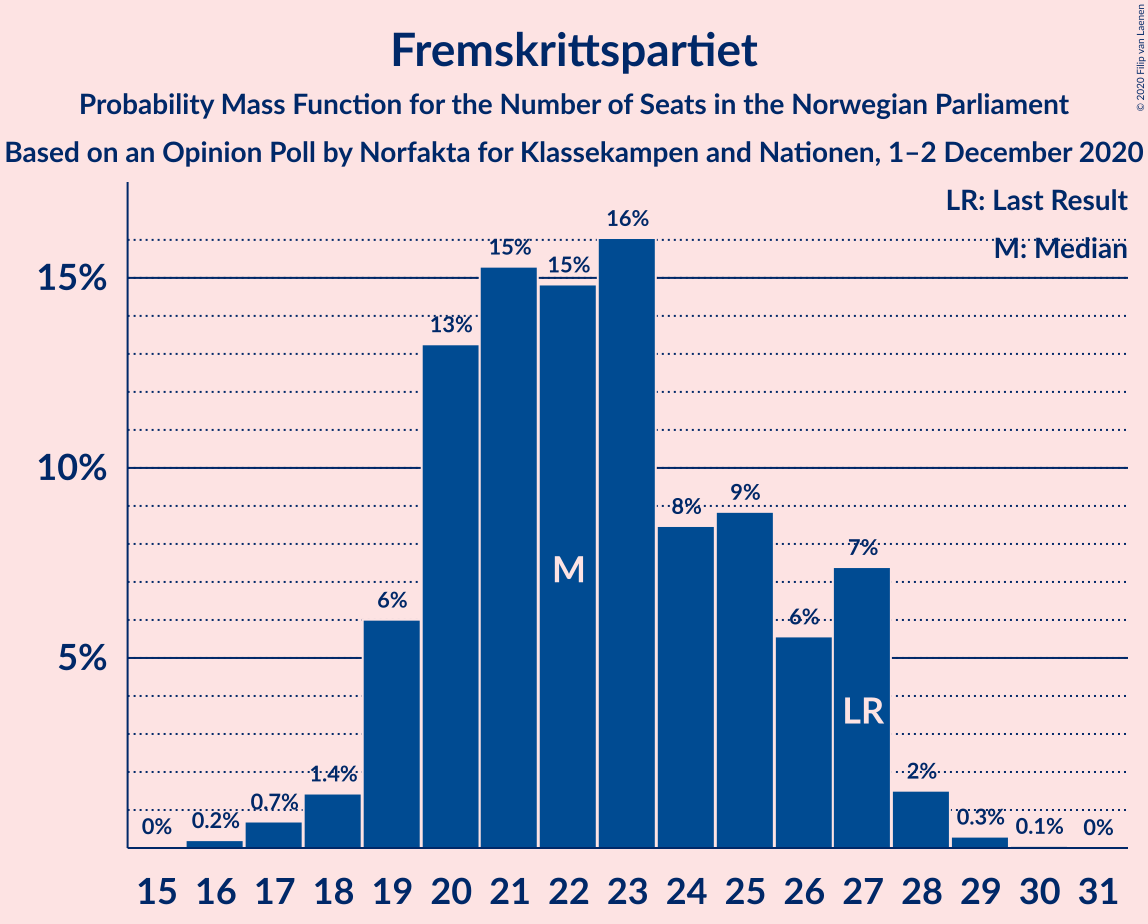 Fremskrittspartiet
Probability Mass Function for the Number of Seats in the Norwegian Parliament
Based on an Opinion Poll by Norfakta for Klassekampen and Nationen, 1–2 December 2020
© 2020 Filip van Laenen
LR: Last Result
M: Median
16%
15%
15%
15%
13%
10%
9%
8%
7%
M
6%
6%
5%
LR
1.4%
2%
0.7%
0.2%
0%
0.3%
0.1%
0%
15 16 17 18 19 20 21 22 23 24 25 26 27 28 29 30 31